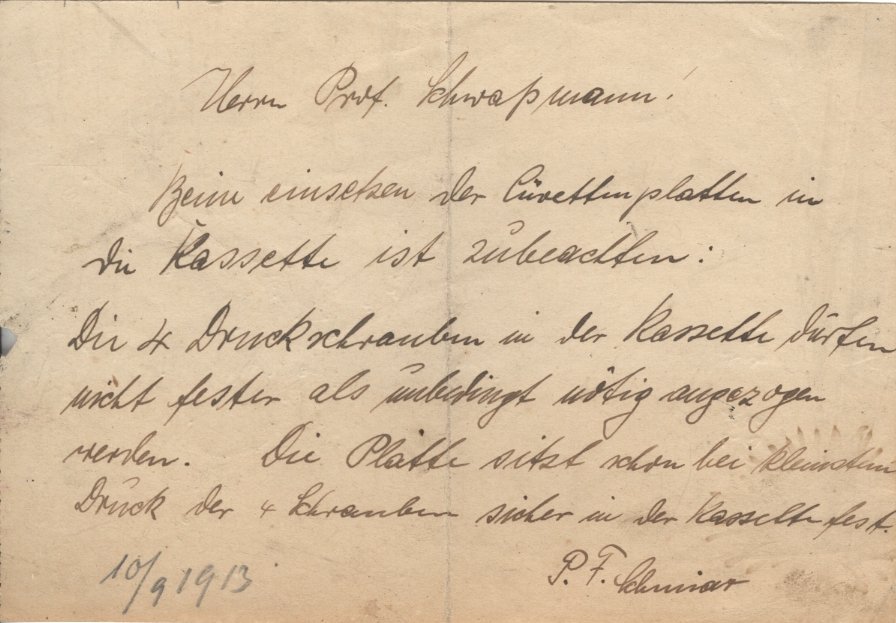 Herrn Prof. Schwaßmann!
Beim einsetzen der Cüvettenplatten in
die Kassette ist zubeachten:
Die 4 Druckschrauben in der Kassette dürfen
nicht fester als unbedingt nötig angezogen
werden. Die Platte sitzt schon bei kleinstem
Druck der 4 Schrauben sicher in der Kassette fest.
P. F.
10/9 1913